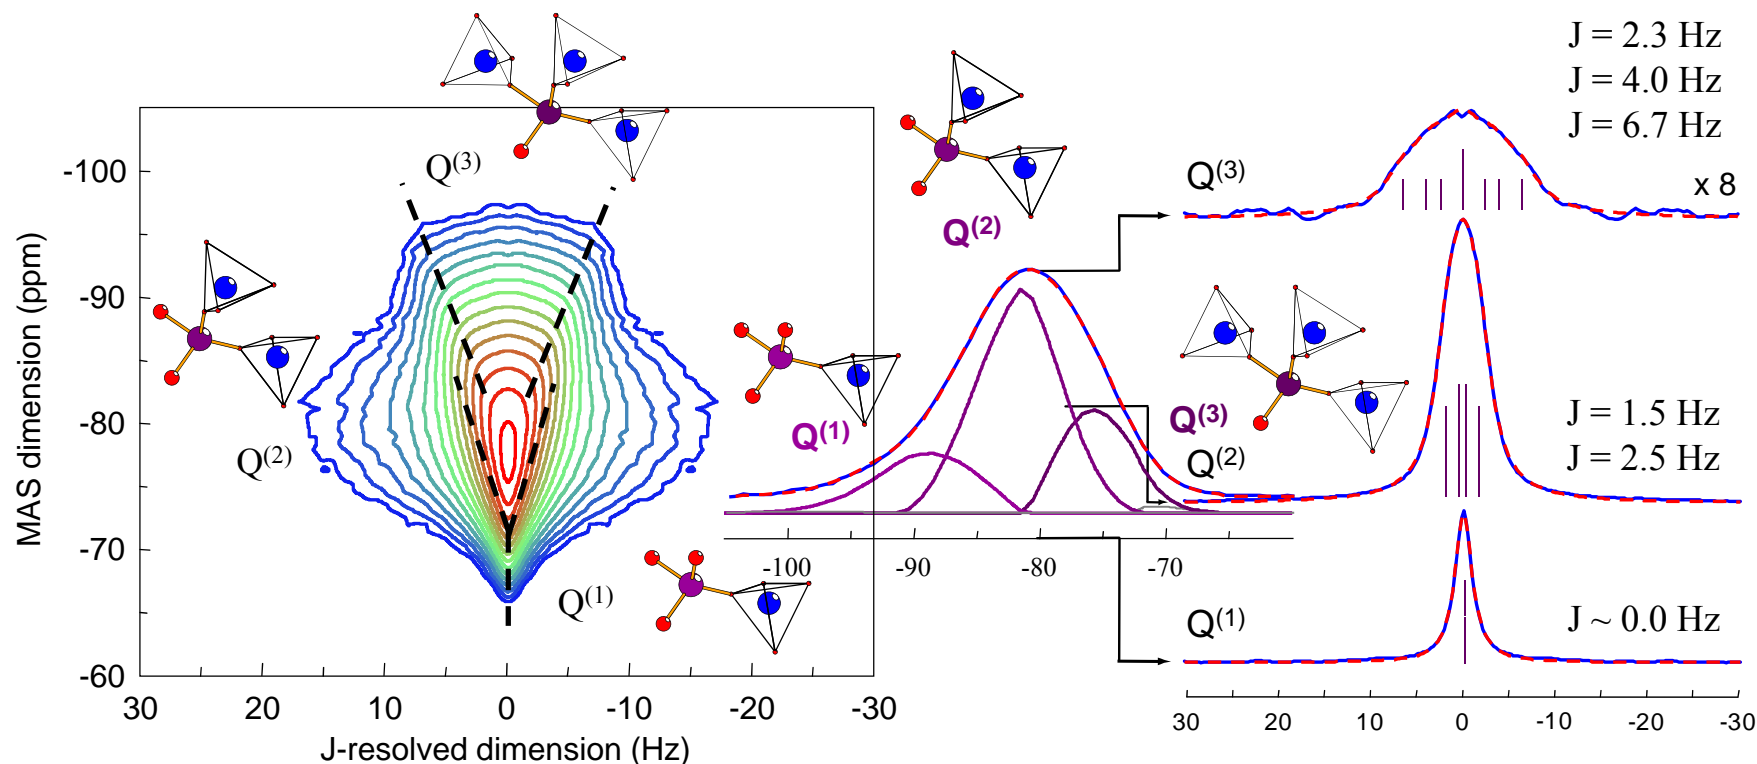 MAS dimension (ppm)
-100
-90
-80
-70
-60
30
20
10
0
-10
-20
-30
J-resolved dimension (Hz)
Q(3)
Q(2)
Q(1)
Q(2)
Q(1)
Q(3)
-100
-90
-80
-70
Q(3)
J = 2.3 Hz
J = 4.0 Hz
J = 6.7 Hz
x 8
Q(2)
J = 1.5 Hz
J = 2.5 Hz
Q(1)
J ~ 0.0 Hz
30
20
10
0
-10
-20
-30